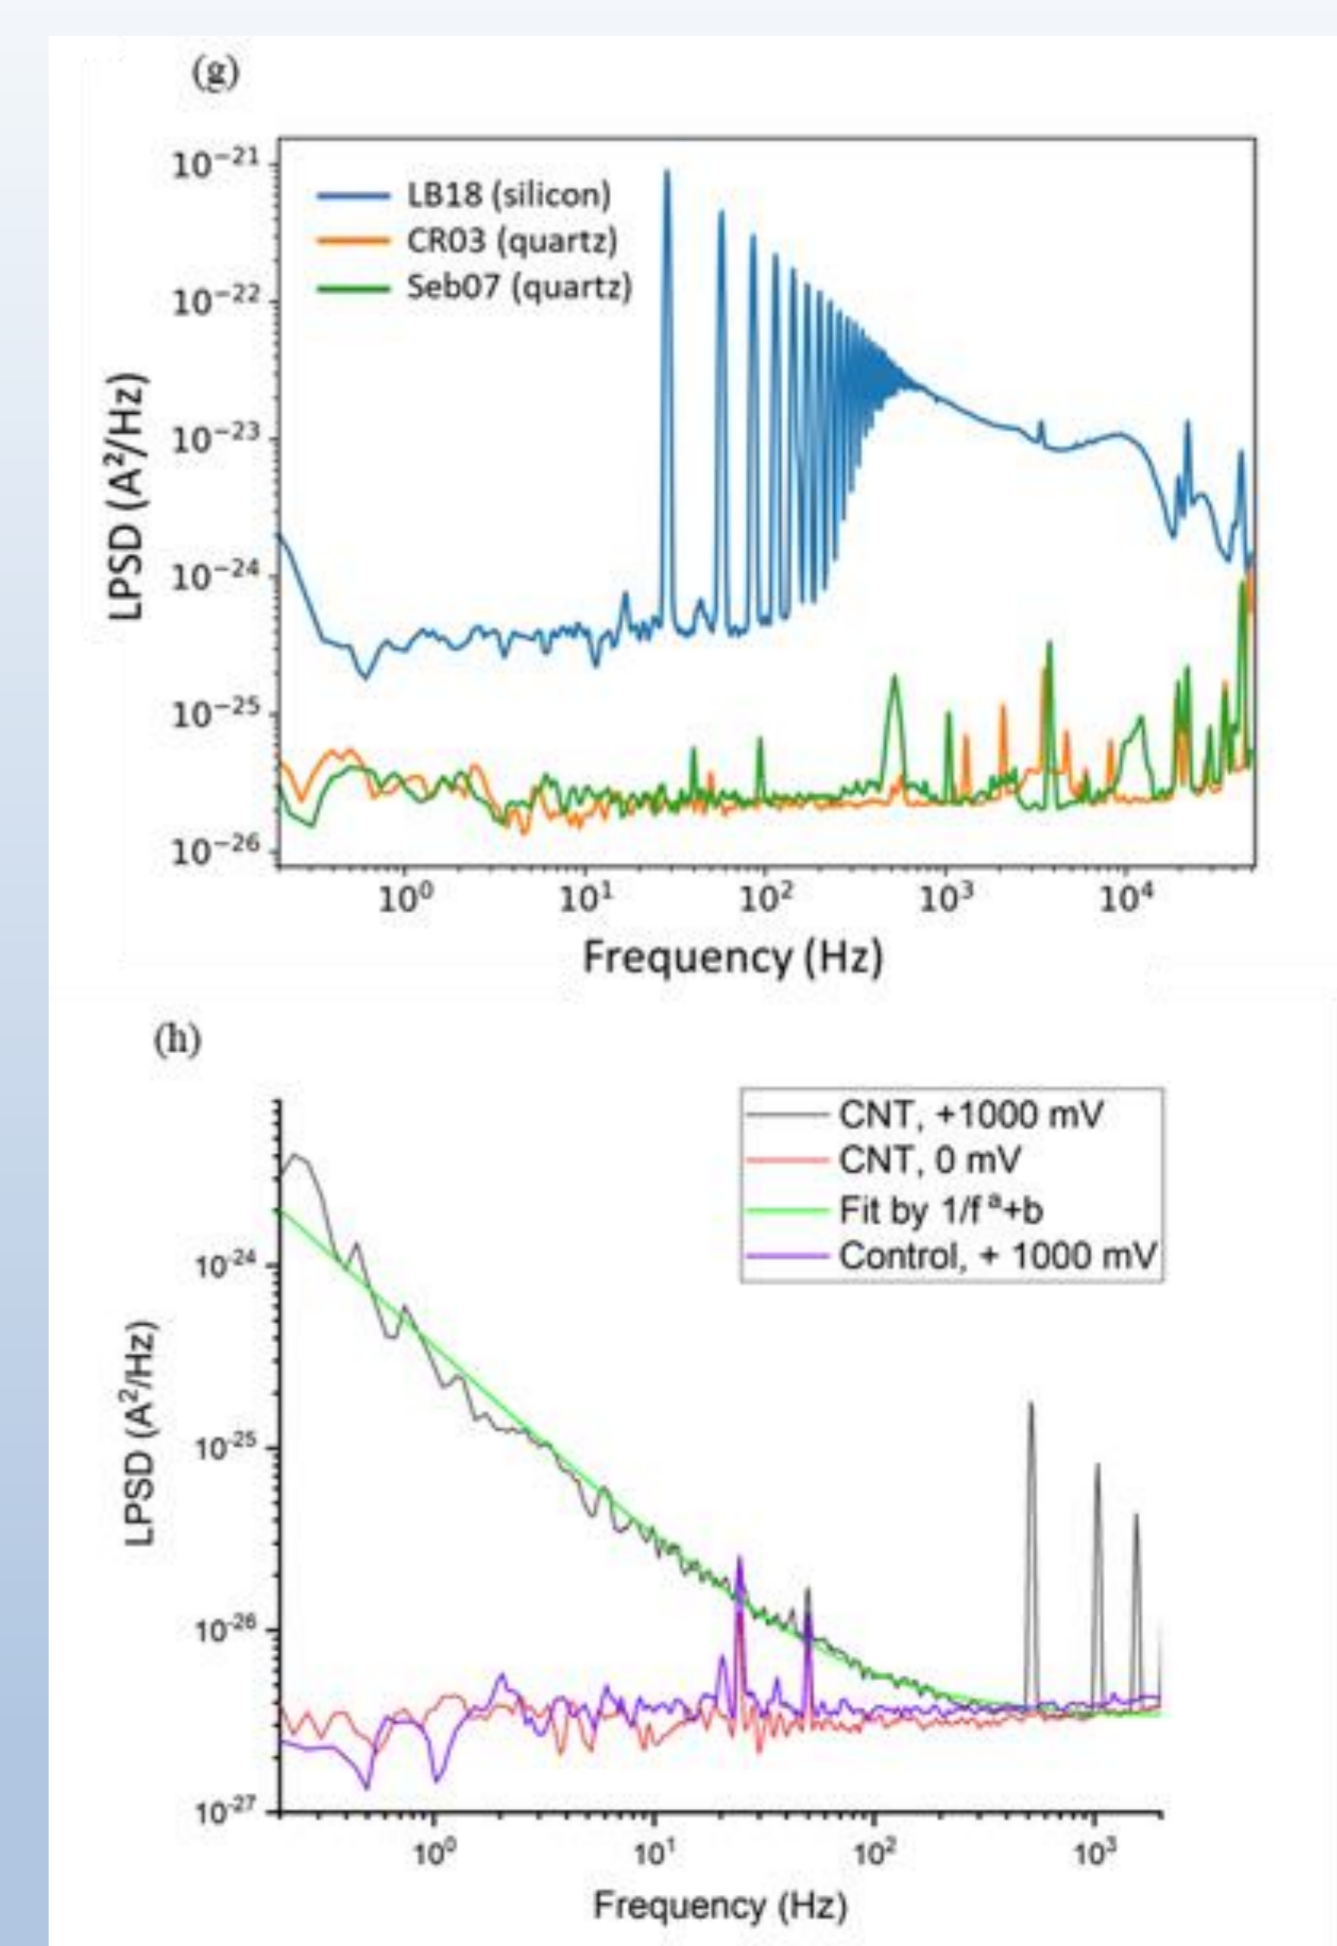 (g)
10⁻²¹
LB18 (silicon)
CR03 (quartz)
Seb07 (quartz)
10⁻²²
10⁻²³
10⁻²⁴
10⁻²⁵
10⁻²⁶
LPSD (A²/Hz)
10⁰ 10¹ 10² 10³ 10⁴
Frequency (Hz)
(h)
CNT, +1000 mV
CNT, 0 mV
Fit by 1/f ᵃ+b
Control, + 1000 mV
10⁻²⁴
10⁻²⁵
10⁻²⁶
10⁻²⁷
LPSD (A²/Hz)
10⁰ 10¹ 10² 10³
Frequency (Hz)